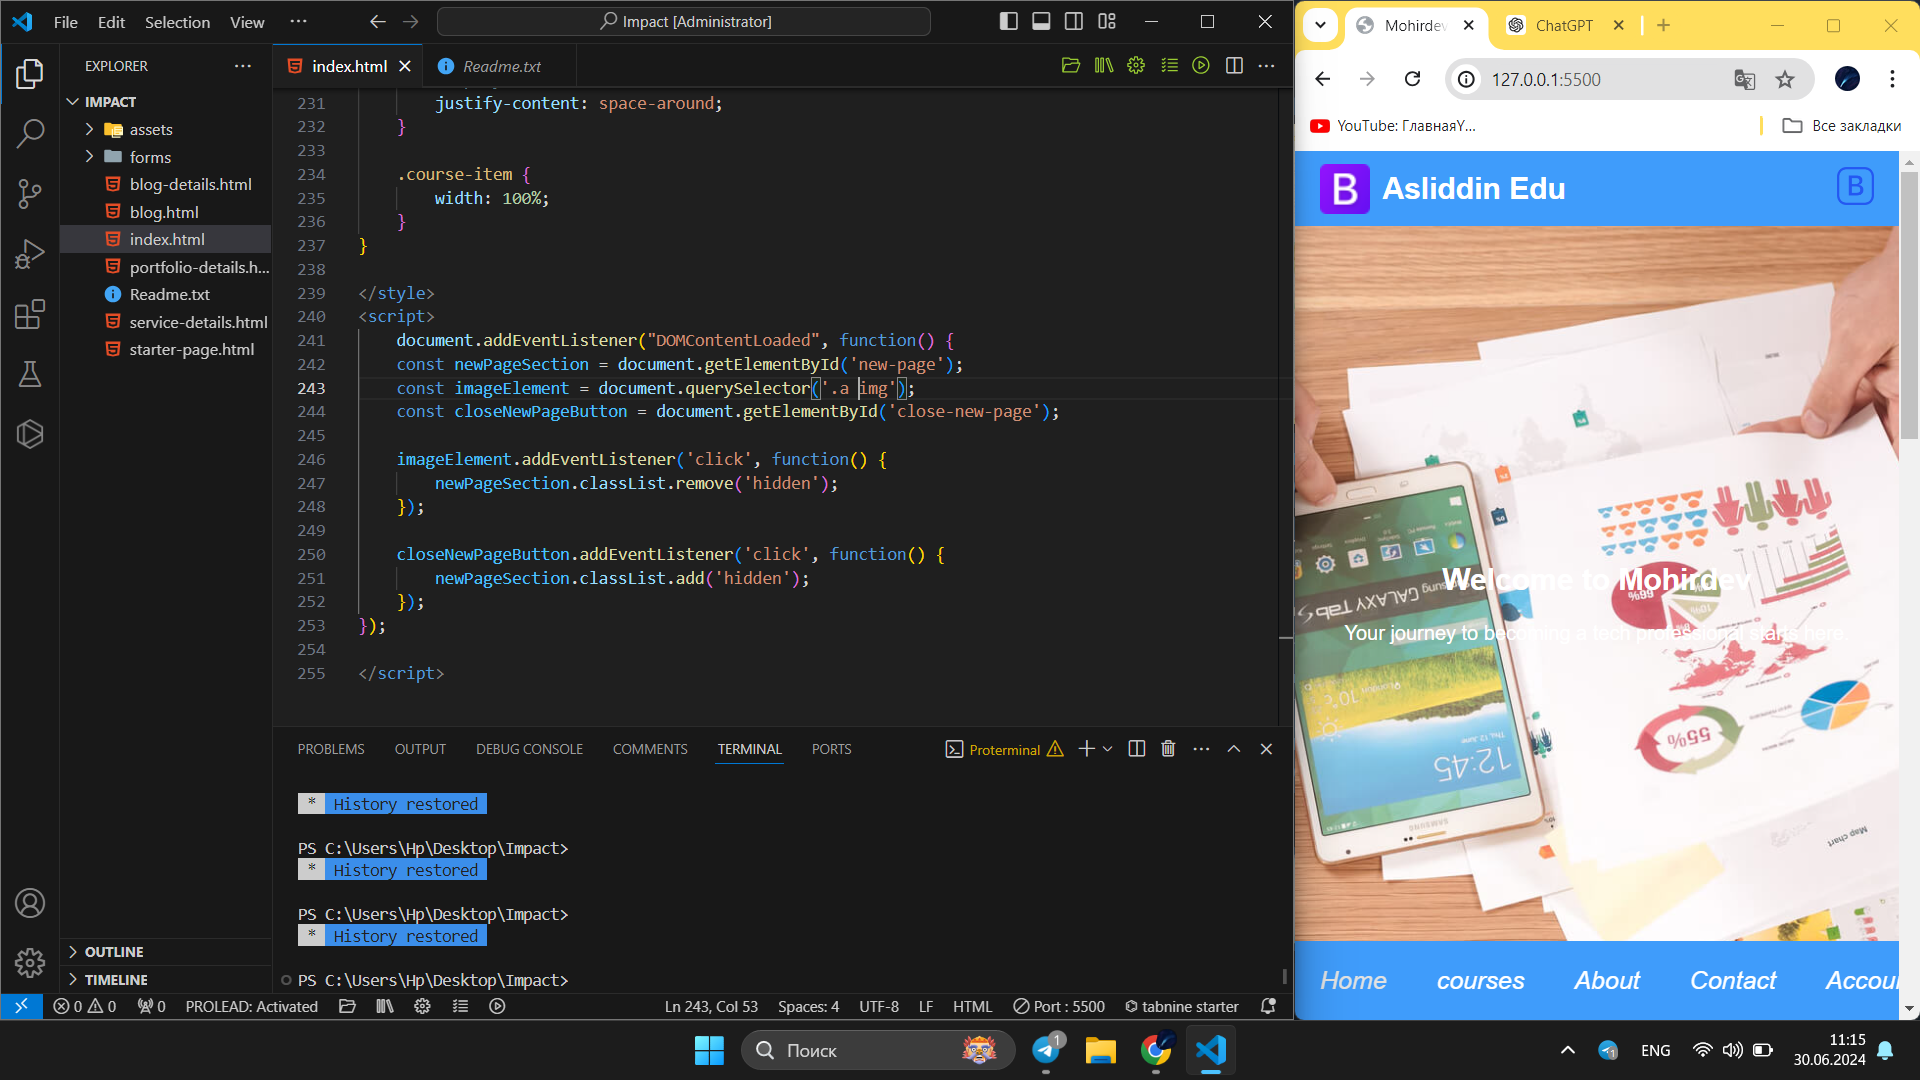 File Edit Selection View ··· Impact [Administrator]
EXPLORER
IMPACT
assets
forms
blog-details.html
blog.html
index.html
portfolio-details.h...
Readme.txt
service-details.html
starter-page.html
OUTLINE
TIMELINE
index.html Readme.txt
231 justify-content: space-around;
232 }
233
234 .course-item {
235 width: 100%;
236 }
237 }
238
239 </style>
240 <script>
241 document.addEventListener("DOMContentLoaded", function() {
242 const newPageSection = document.getElementById('new-page');
243 const imageElement = document.querySelector('.a img');
244 const closeNewPageButton = document.getElementById('close-new-page');
245
246 imageElement.addEventListener('click', function() {
247 newPageSection.classList.remove('hidden');
248 });
249
250 closeNewPageButton.addEventListener('click', function() {
251 newPageSection.classList.add('hidden');
252 });
253 });
254
255 </script>
PROBLEMS OUTPUT DEBUG CONSOLE COMMENTS TERMINAL PORTS Proterminal
* History restored
PS C:\Users\Hp\Desktop\Impact>
* History restored
PS C:\Users\Hp\Desktop\Impact>
* History restored
PS C:\Users\Hp\Desktop\Impact>
0 0 0 PROLEAD: Activated Ln 243, Col 53 Spaces: 4 UTF-8 LF HTML Port : 5500 tabnine starter
Mohirdev ChatGPT
127.0.0.1:5500
YouTube: ГлавнаяY... Все закладки
B Asliddin Edu B
Welcome to Mohirdev
Your journey to becoming a tech professional starts here.
GALAXY Tab S
12:45
SAMSUNG
%66
55%
Map chart
Home courses About Contact Accou
Поиск
1
ENG
11:15
30.06.2024